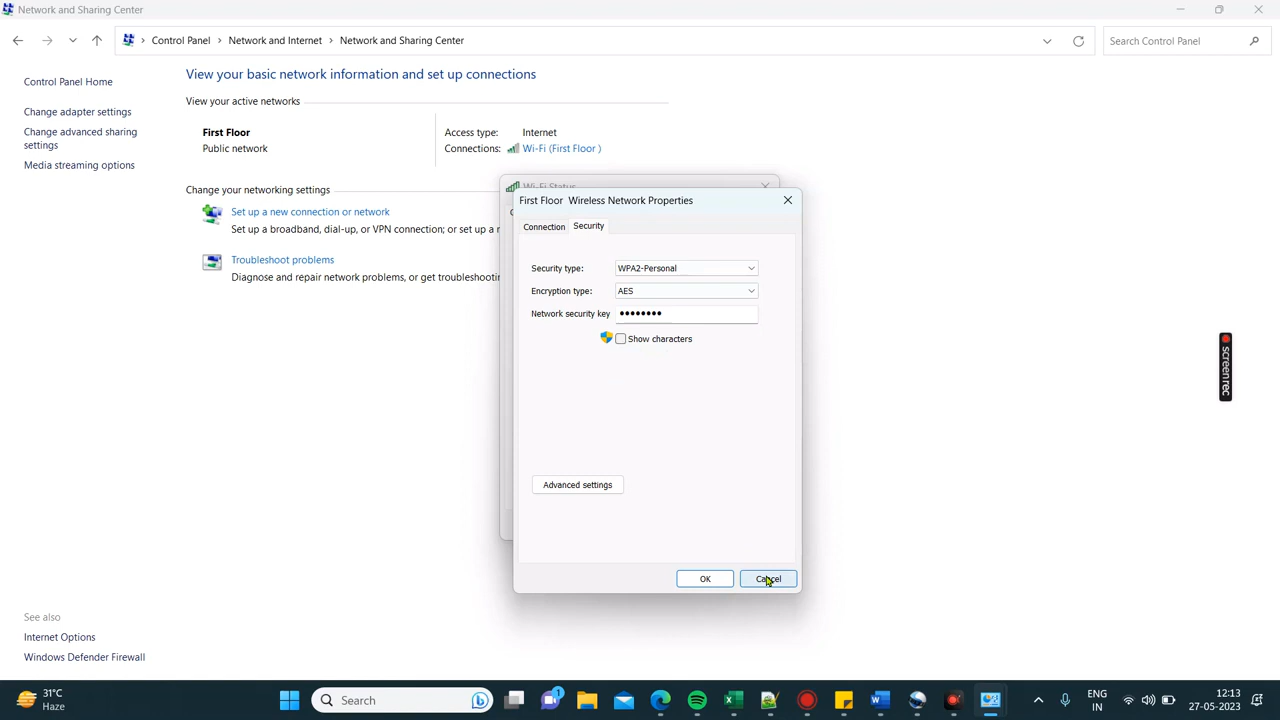 Network and Sharing Center
Control Panel > Network and Internet > Network and Sharing Center
Search Control Panel
Control Panel Home
Change adapter settings
Change advanced sharing
settings
Media streaming options
View your basic network information and set up connections
View your active networks
First Floor
Public network
Access type: Internet
Connections: Wi-Fi (First Floor )
Change your networking settings
Set up a new connection or network
Set up a broadband, dial-up, or VPN connection; or set up a r
Troubleshoot problems
Diagnose and repair network problems, or get troubleshooti
Wi-Fi Status
First Floor Wireless Network Properties
Connection Security
Security type: WPA2-Personal
Encryption type: AES
Network security key ••••••••
Show characters
Advanced settings
OK Cancel
screenrec
See also
Internet Options
Windows Defender Firewall
31°C
Haze
Search
1
ENG
IN
12:13
27-05-2023